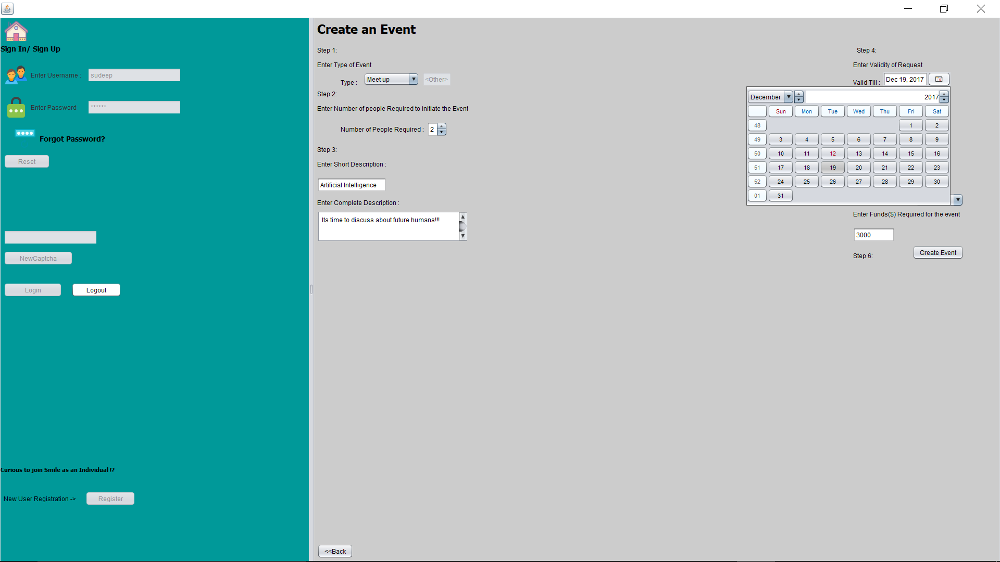 Sign In/ Sign Up
Enter Username :
sudeep
Enter Password
******
Forgot Password?
Reset
NewCaptcha
Login
Logout
Curious to join Smile as an Individual !?
New User Registration ->
Register
Create an Event
Step 1:
Enter Type of Event
Type :
Meet up
<Other>
Step 2:
Enter Number of people Required to initiate the Event
Number of People Required :
2
Step 3:
Enter Short Description :
Artificial Intelligence
Enter Complete Description :
Its time to discuss about future humans!!!
<<Back
Step 4:
Enter Validity of Request
Valid Till :
Dec 19, 2017
December
2017
Sun Mon Tue Wed Thu Fri Sat
48 1 2
49 3 4 5 6 7 8 9
50 10 11 12 13 14 15 16
51 17 18 19 20 21 22 23
52 24 25 26 27 28 29 30
01 31
Enter Funds($) Required for the event
3000
Step 6:
Create Event